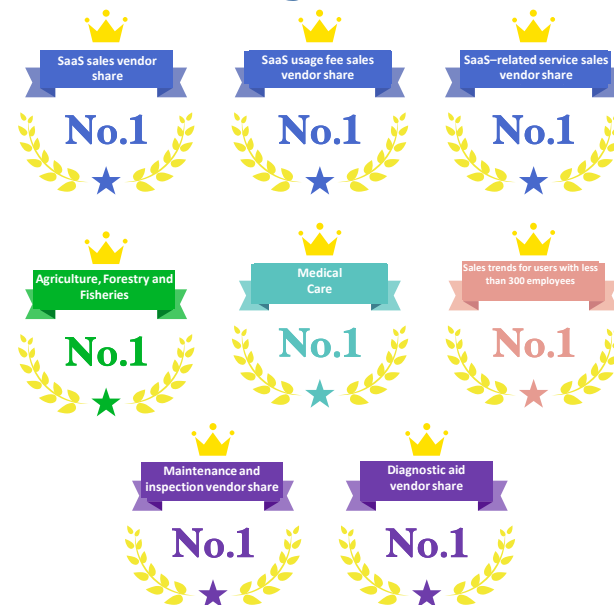 SaaS sales vendor
share
No.1
SaaS usage fee sales
vendor share
No.1
SaaS–related service sales
vendor share
No.1
Agriculture, Forestry and
Fisheries
No.1
Medical
Care
No.1
Sales trends for users with less
than 300 employees
No.1
Maintenance and
inspection vendor share
No.1
Diagnostic aid
vendor share
No.1